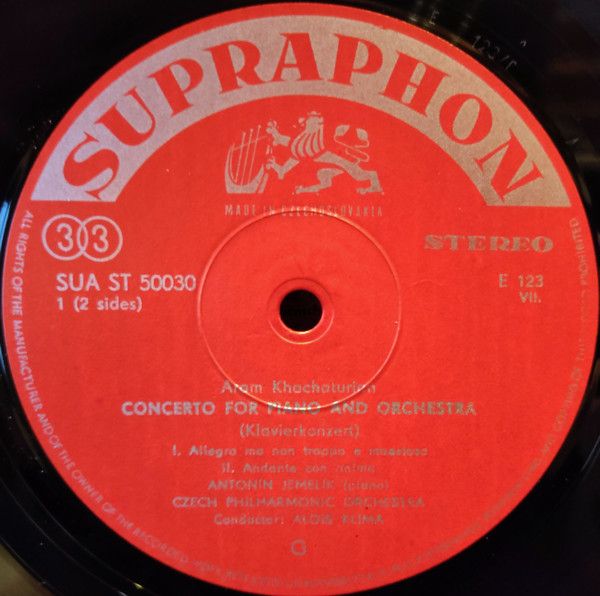 SUPRAPHON
MADE IN CZECHOSLOVAKIA
33
STEREO
SUA ST 50030
1 (2 sides)
E 123
VII.
Aram Khachaturian
CONCERTO FOR PIANO AND ORCHESTRA
(Klavierkonzert)
I. Allegro ma non troppo e maestoso
II. Andante con anima
ANTONÍN JEMELÍK (piano)
CZECH PHILHARMONIC ORCHESTRA
Conductor: ALOIS KLIMA
G
ALL RIGHTS OF THE MANUFACTURER AND OF THE OWNER OF THE RECORDED
PROHIBITED